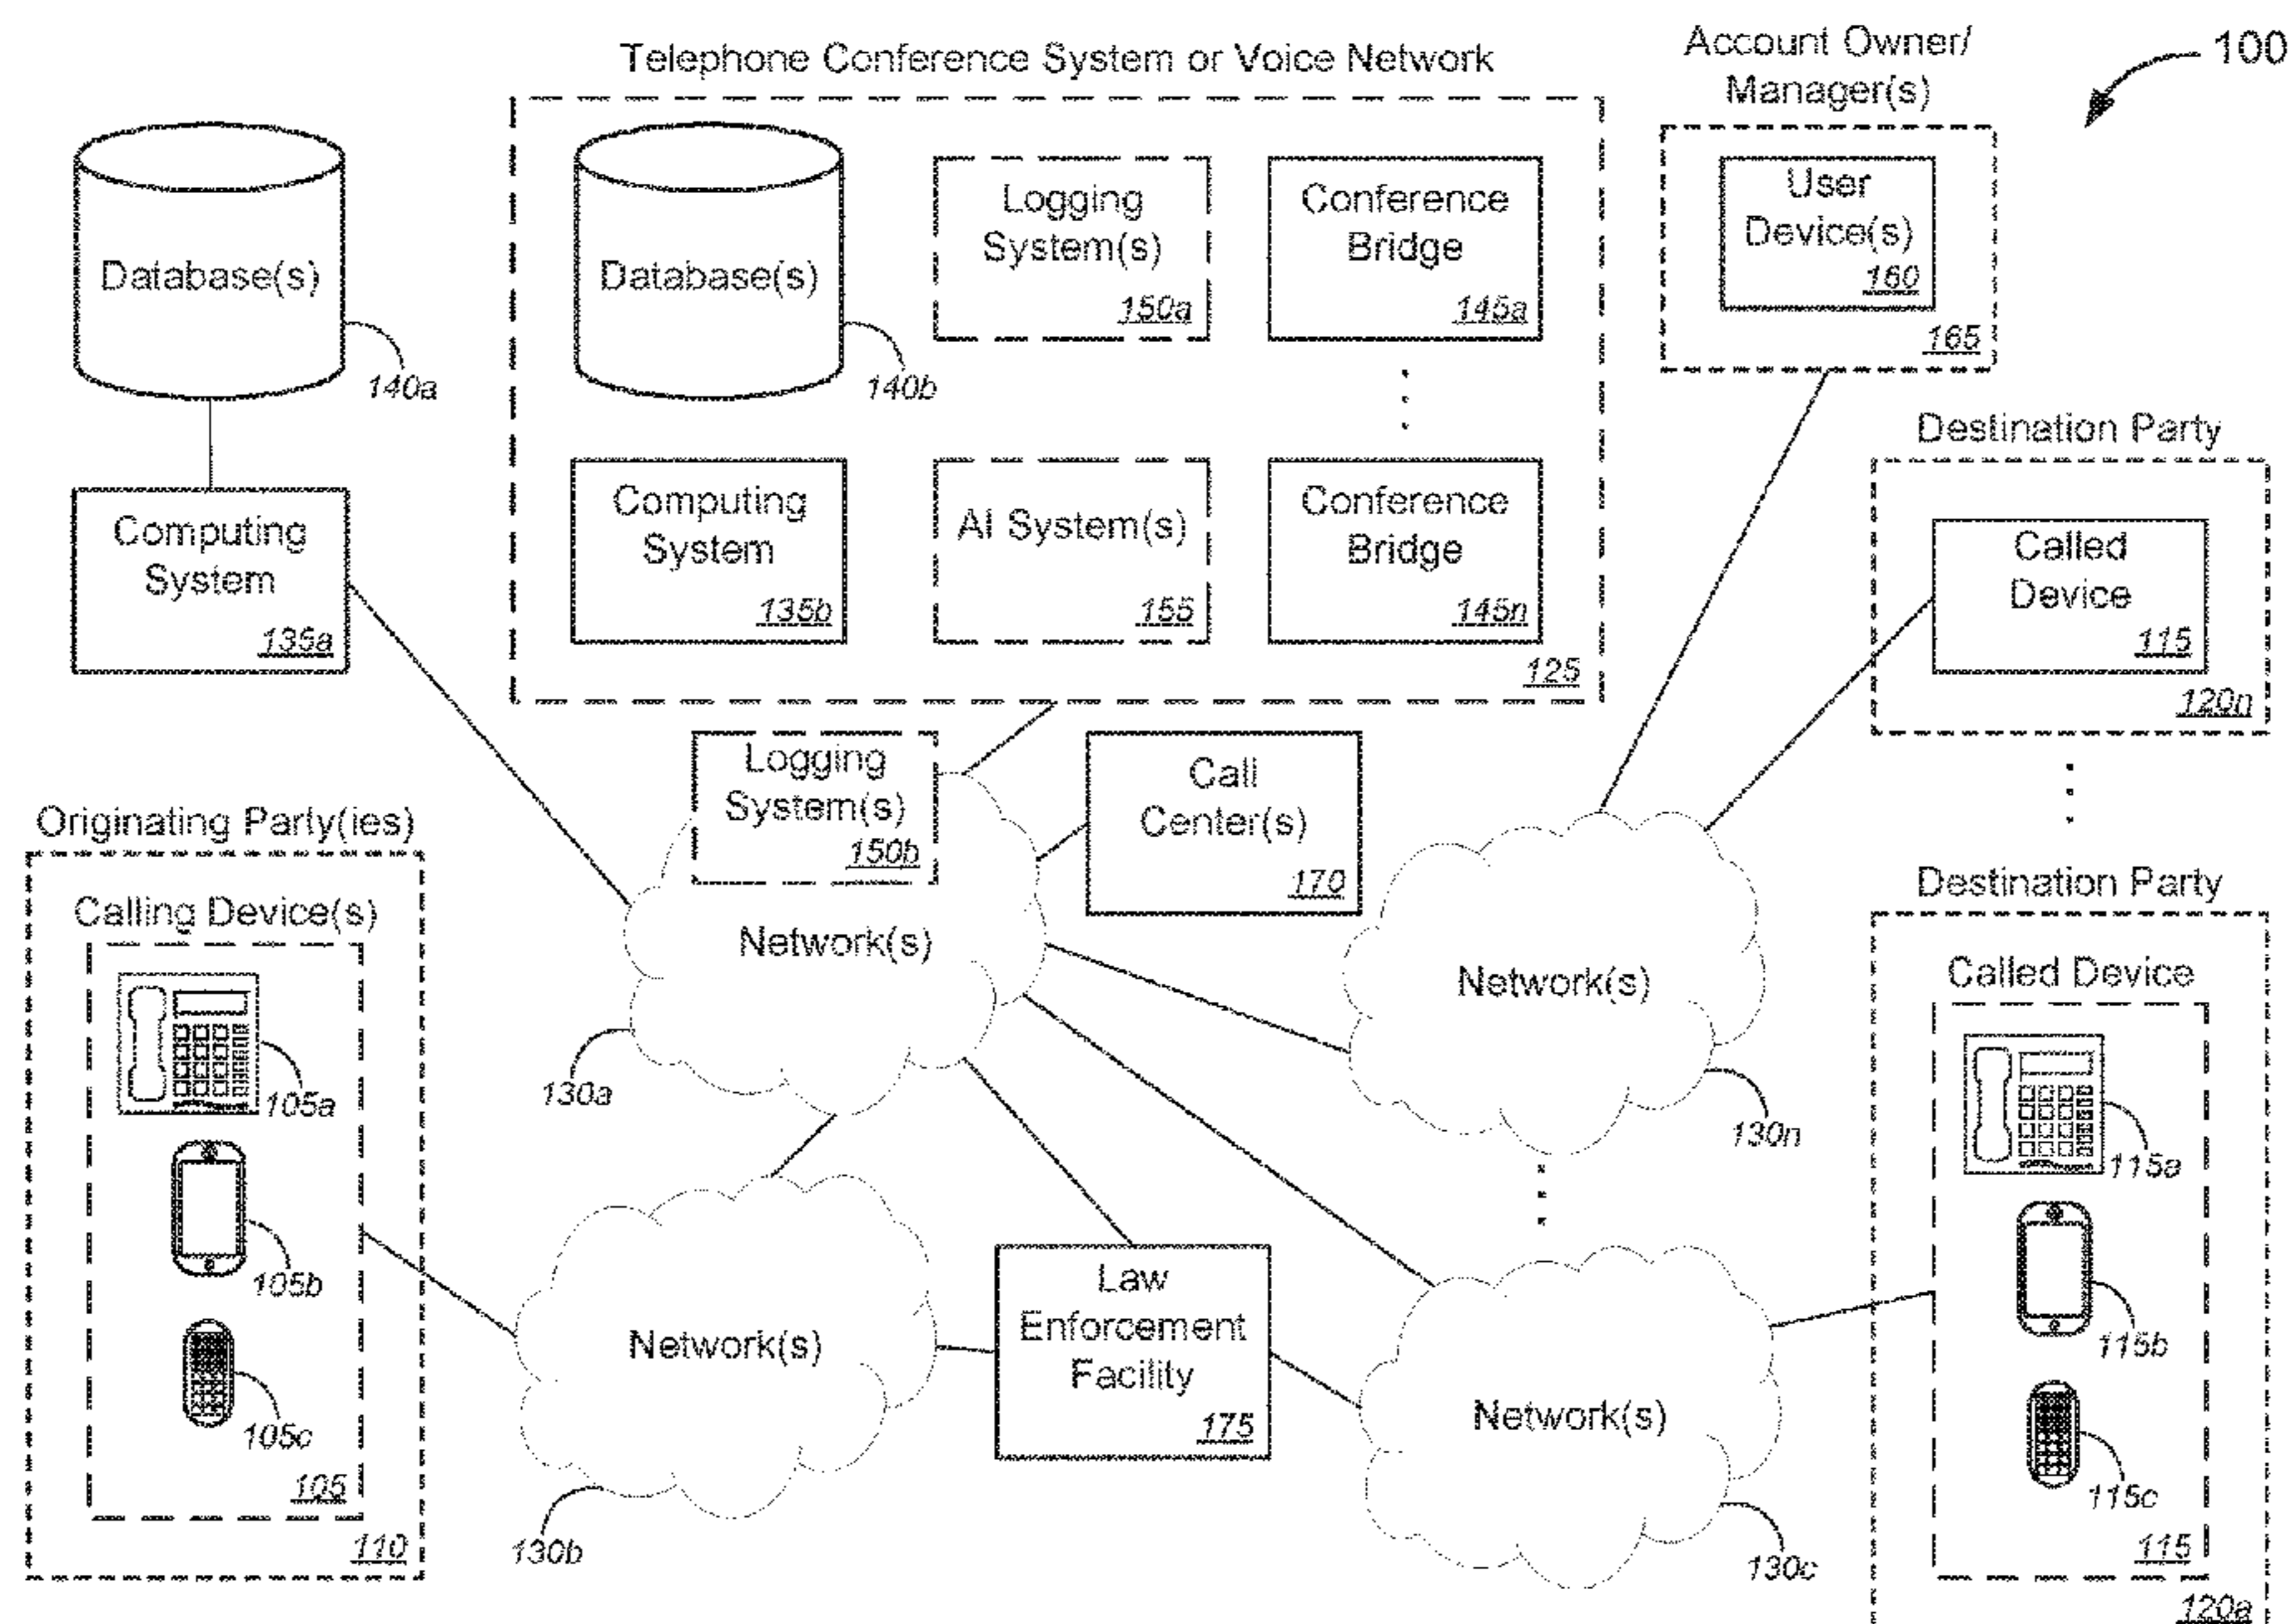 Telephone Conference System or Voice Network
Account Owner/
Manager(s)
100
Database(s)
140a
Database(s)
140b
Logging
System(s)
150a
Conference
Bridge
145a
User
Device(s)
160
165
Computing
System
135a
Computing
System
135b
AI System(s)
155
Conference
Bridge
145n
125
Destination Party
Called
Device
115
120n
Logging
System(s)
150b
Call
Center(s)
170
Originating Party(ies)
Calling Device(s)
105a
105b
105c
105
110
Network(s)
130a
Network(s)
130n
Network(s)
130b
Law
Enforcement
Facility
175
Network(s)
130c
Destination Party
Called Device
115a
115b
115c
115
120a